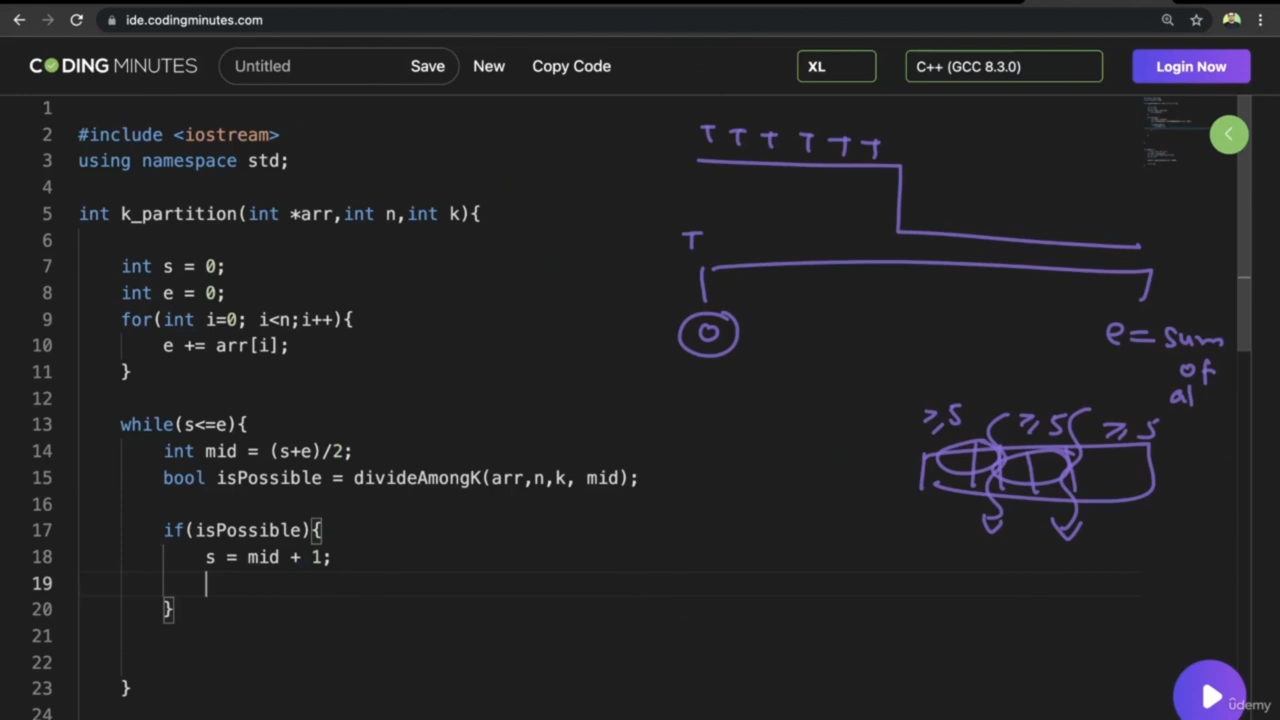 ide.codingminutes.com
CODING MINUTES Untitled Save New Copy Code XL C++ (GCC 8.3.0) Login Now
1
2 #include <iostream>
3 using namespace std;
4
5 int k_partition(int *arr,int n,int k){
6
7 int s = 0;
8 int e = 0;
9 for(int i=0; i<n;i++){
10 e += arr[i];
11 }
12
13 while(s<=e){
14 int mid = (s+e)/2;
15 bool isPossible = divideAmongK(arr,n,k, mid);
16
17 if(isPossible){
18 s = mid + 1;
19
20 }
21
22
23 }
24
T T T T T T
T
0
e = sum
of
al
≥5 ≥5 ≥5
ûdemy